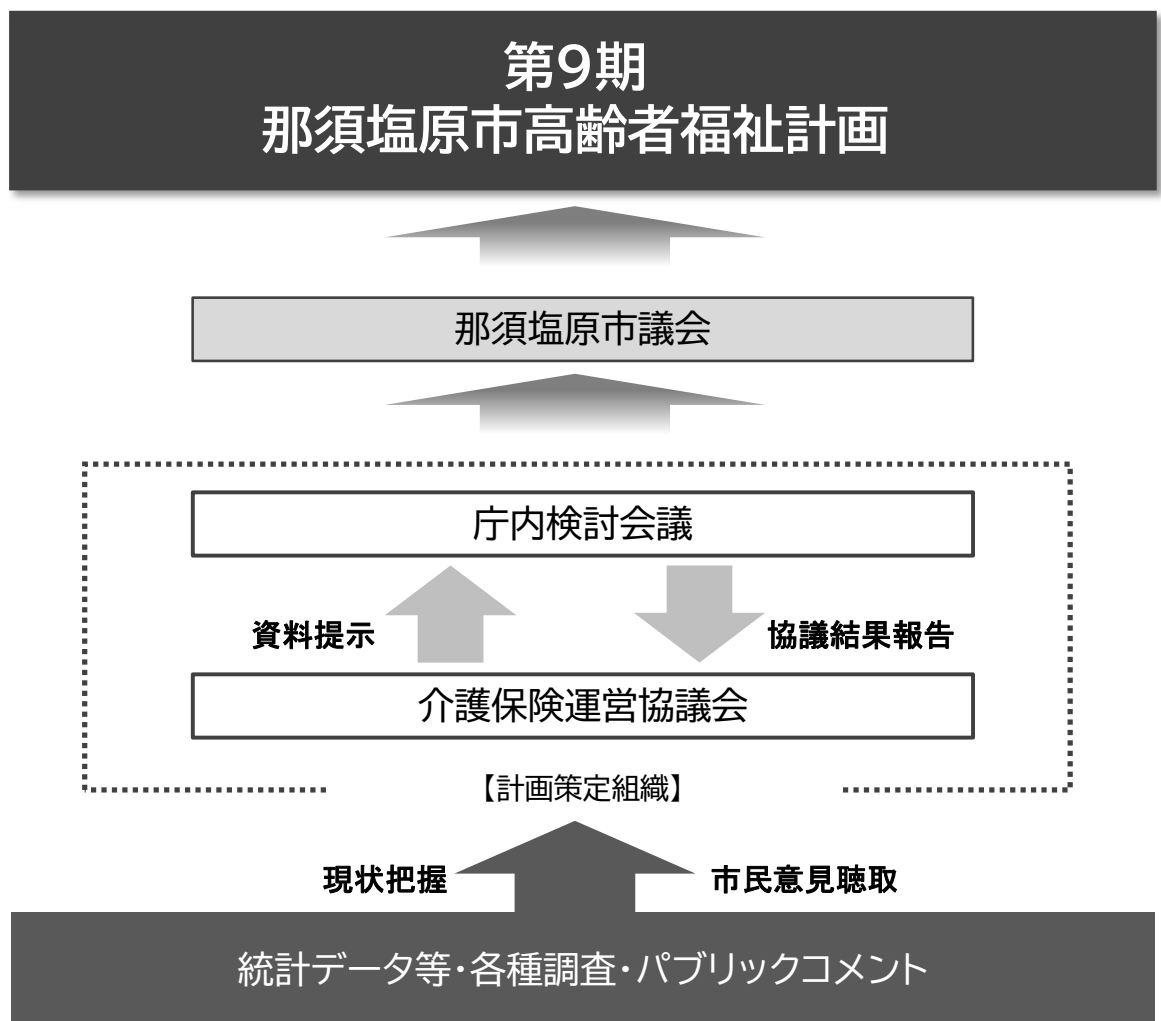 第9期
那須塩原市高齢者福祉計画
那須塩原市議会
庁内検討会議
資料提示
協議結果報告
介護保険運営協議会
【計画策定組織】
現状把握
市民意見聴取
統計データ等・各種調査・パブリックコメント